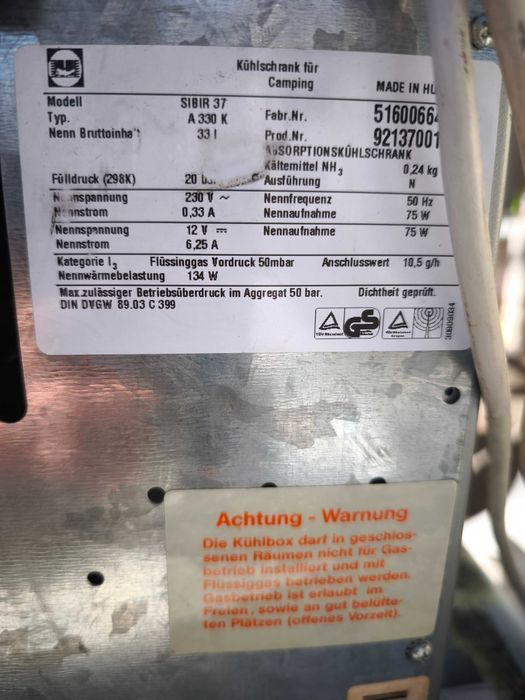 Kühlschrank für
Camping
MADE IN HU
Modell SIBIR 37 Fabr.Nr. 5160066
Typ. A 330 K Prod.Nr. 92137001
Nenn Bruttoinhalt 33 l ABSORPTIONSKÜHLSCHRANK
Kältemittel NH3 0,24 kg
Fülldruck (298K) 20 Ausführung N
Nennspannung 230 V ~ Nennfrequenz 50 Hz
Nennstrom 0,33 A Nennaufnahme 75 W
Nennspannung 12 V ⎓ Nennaufnahme 75 W
Nennstrom 6,25 A
Kategorie I3 Flüssinggas Vordruck 50mbar Anschlusswert 10,5 g/h
Nennwärmebelastung 134 W
Max.zulässiger Betriebsüberdruck im Aggregat 50 bar. Dichtheit geprüft.
DIN DVGW 89.03 C 399
GS
30B09034
Achtung - Warnung
Die Kühlbox darf in geschlos-
senen Räumen nicht für Gas-
betrieb installiert und mit
Flüssiggas betrieben werden.
Gasbetrieb ist erlaubt im
Freien, sowie an gut belüfte-
ten Plätzen (offenes Vorzelt).